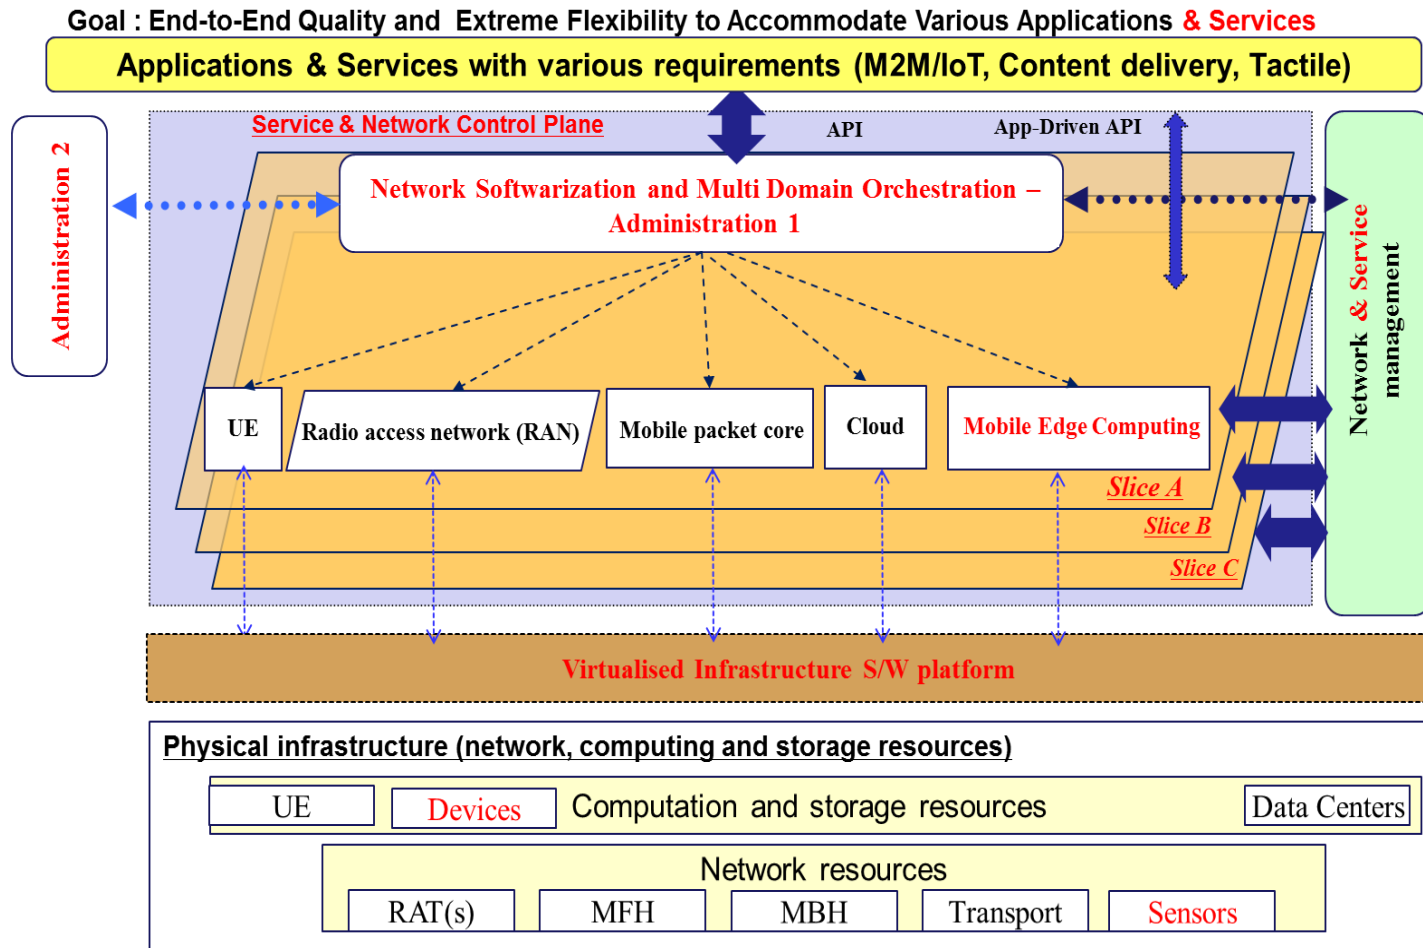 Goal : End-to-End Quality and Extreme Flexibility to Accommodate Various Applications & Services
Applications & Services with various requirements (M2M/IoT, Content delivery, Tactile)
Service & Network Control Plane
API
App-Driven API
Administration 2
Network Softwarization and Multi Domain Orchestration –
Administration 1
Network & Service
management
UE
Radio access network (RAN)
Mobile packet core
Cloud
Mobile Edge Computing
Slice A
Slice B
Slice C
Virtualised Infrastructure S/W platform
Physical infrastructure (network, computing and storage resources)
UE
Devices
Computation and storage resources
Data Centers
Network resources
RAT(s)
MFH
MBH
Transport
Sensors